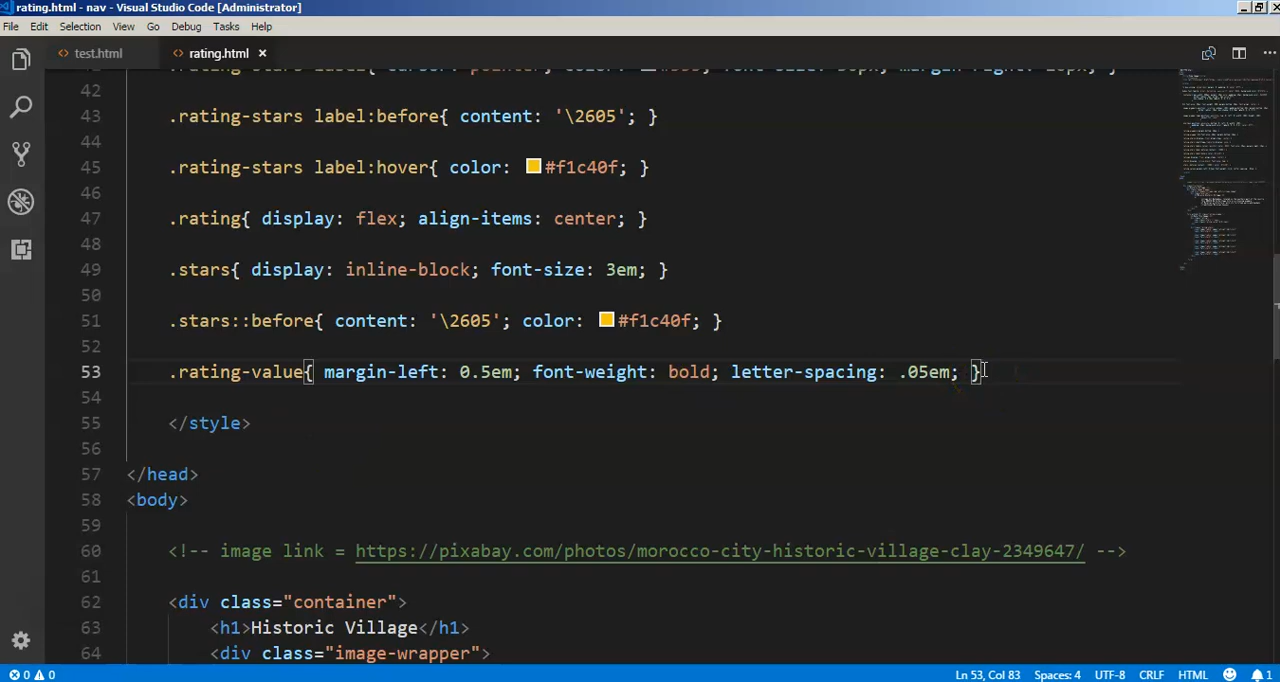 rating.html - nav - Visual Studio Code [Administrator]
File Edit Selection View Go Debug Tasks Help
test.html rating.html
42
43 .rating-stars label:before{ content: '\2605'; }
44
45 .rating-stars label:hover{ color: #f1c40f; }
46
47 .rating{ display: flex; align-items: center; }
48
49 .stars{ display: inline-block; font-size: 3em; }
50
51 .stars::before{ content: '\2605'; color: #f1c40f; }
52
53 .rating-value{ margin-left: 0.5em; font-weight: bold; letter-spacing: .05em; }
54
55 </style>
56
57 </head>
58 <body>
59
60 <!-- image link = https://pixabay.com/photos/morocco-city-historic-village-clay-2349647/ -->
61
62 <div class="container">
63 <h1>Historic Village</h1>
64 <div class="image-wrapper">
0 0 Ln 53, Col 83 Spaces: 4 UTF-8 CRLF HTML 1